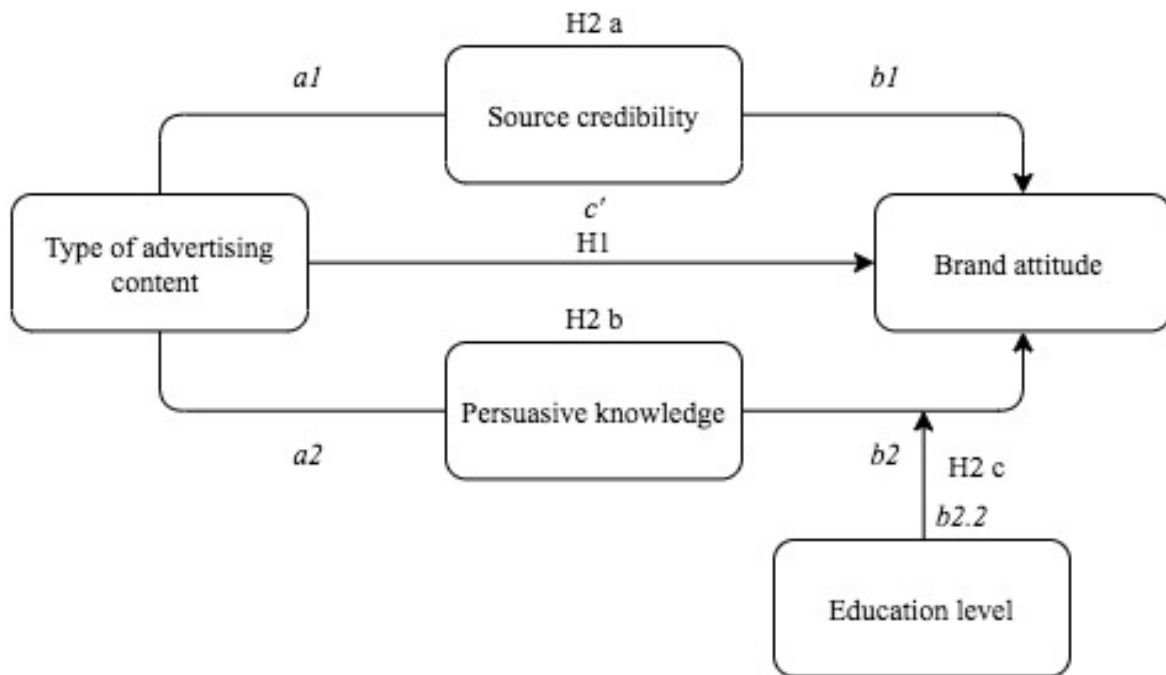 H2 a
a1
b1
Source credibility
c'
H1
Type of advertising
content
Brand attitude
H2 b
Persuasive knowledge
a2
b2
H2 c
b2.2
Education level